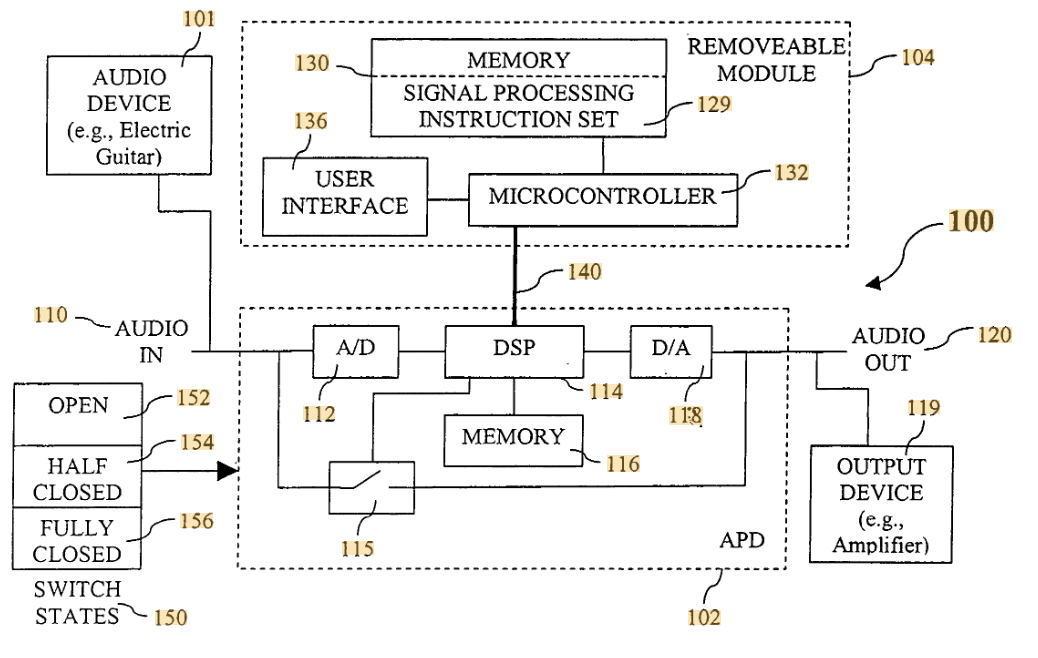 101
AUDIO
DEVICE
(e.g., Electric
Guitar)
REMOVEABLE
MODULE
104
MEMORY
130
SIGNAL PROCESSING
INSTRUCTION SET
129
136
USER
INTERFACE
MICROCONTROLLER
132
100
140
110
AUDIO
IN
A/D
DSP
D/A
AUDIO
OUT
120
112
114
118
MEMORY
116
115
APD
102
119
OUTPUT
DEVICE
(e.g.,
Amplifier)
OPEN
152
HALF
CLOSED
154
FULLY
CLOSED
156
SWITCH
STATES
150